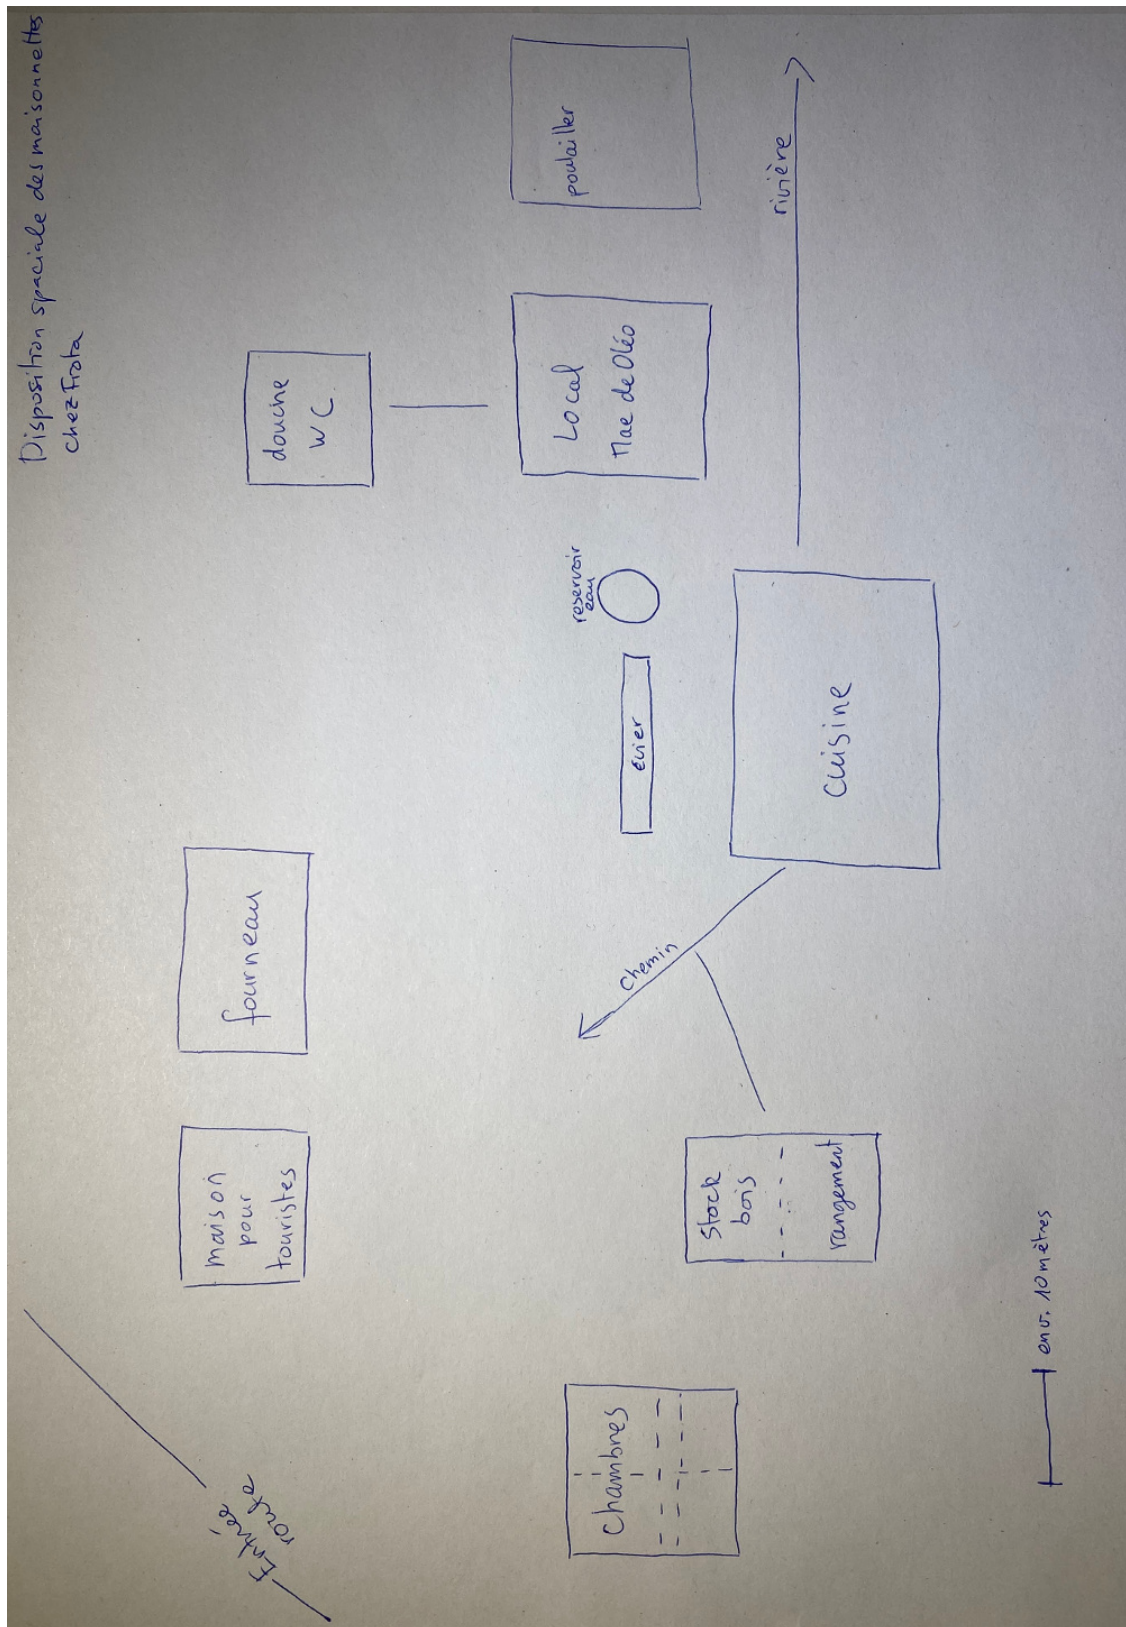 Disposition spaciale des maisonnettes
chez Frota
Entrée
route
maison
pour
touristes
fourneau
douche
WC
poulailler
Local
Mae de Oléo
reservoir
eau
évier
chemin
rivière
cuisine
Chambres
Stock
bois
rangement
env. 10 mètres